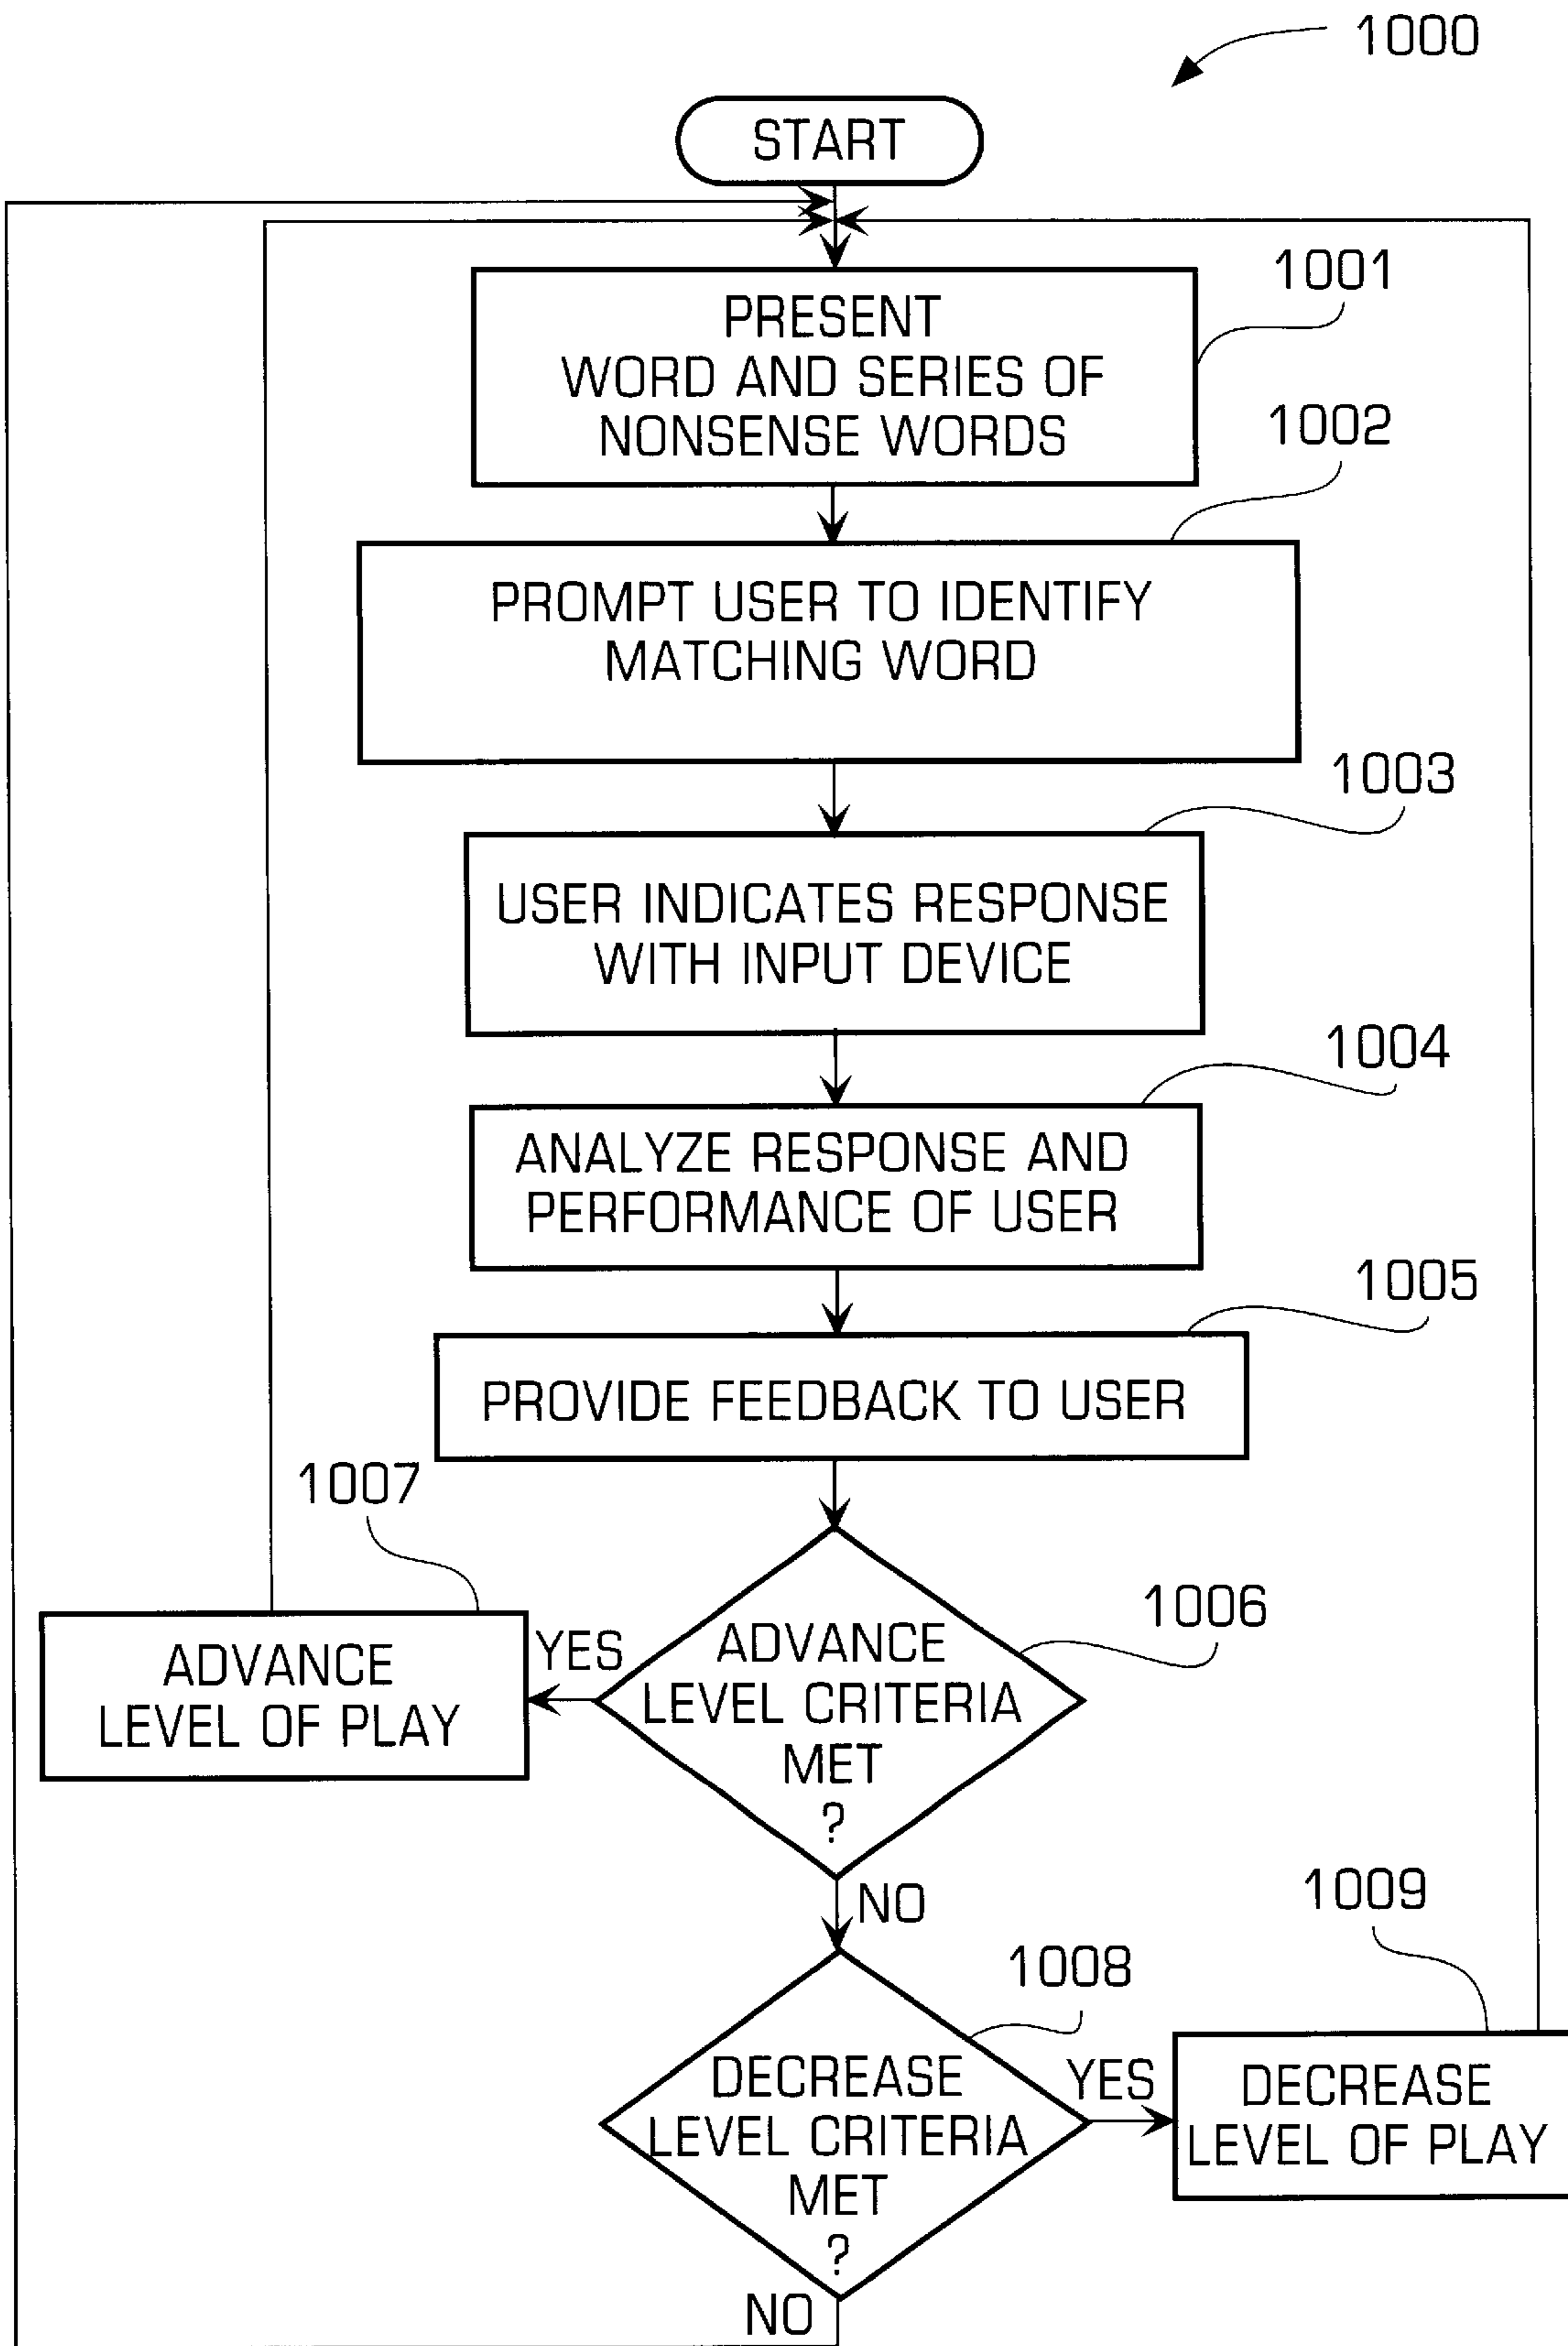 1000
START
1001
PRESENT
WORD AND SERIES OF
NONSENSE WORDS
1002
PROMPT USER TO IDENTIFY
MATCHING WORD
1003
USER INDICATES RESPONSE
WITH INPUT DEVICE
1004
ANALYZE RESPONSE AND
PERFORMANCE OF USER
1005
PROVIDE FEEDBACK TO USER
1007
ADVANCE
LEVEL OF PLAY
YES
1006
ADVANCE
LEVEL CRITERIA
MET
?
NO
1008
DECREASE
LEVEL CRITERIA
MET
?
YES
1009
DECREASE
LEVEL OF PLAY
NO